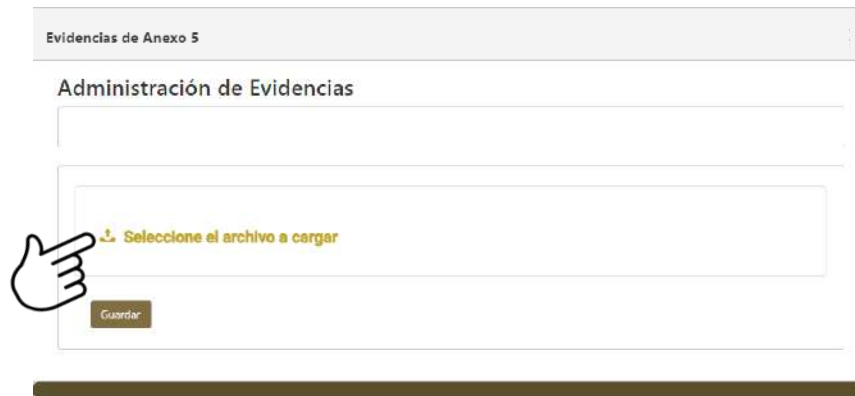 Evidencias de Anexo 5
Administración de Evidencias
Seleccione el archivo a cargar
Guardar